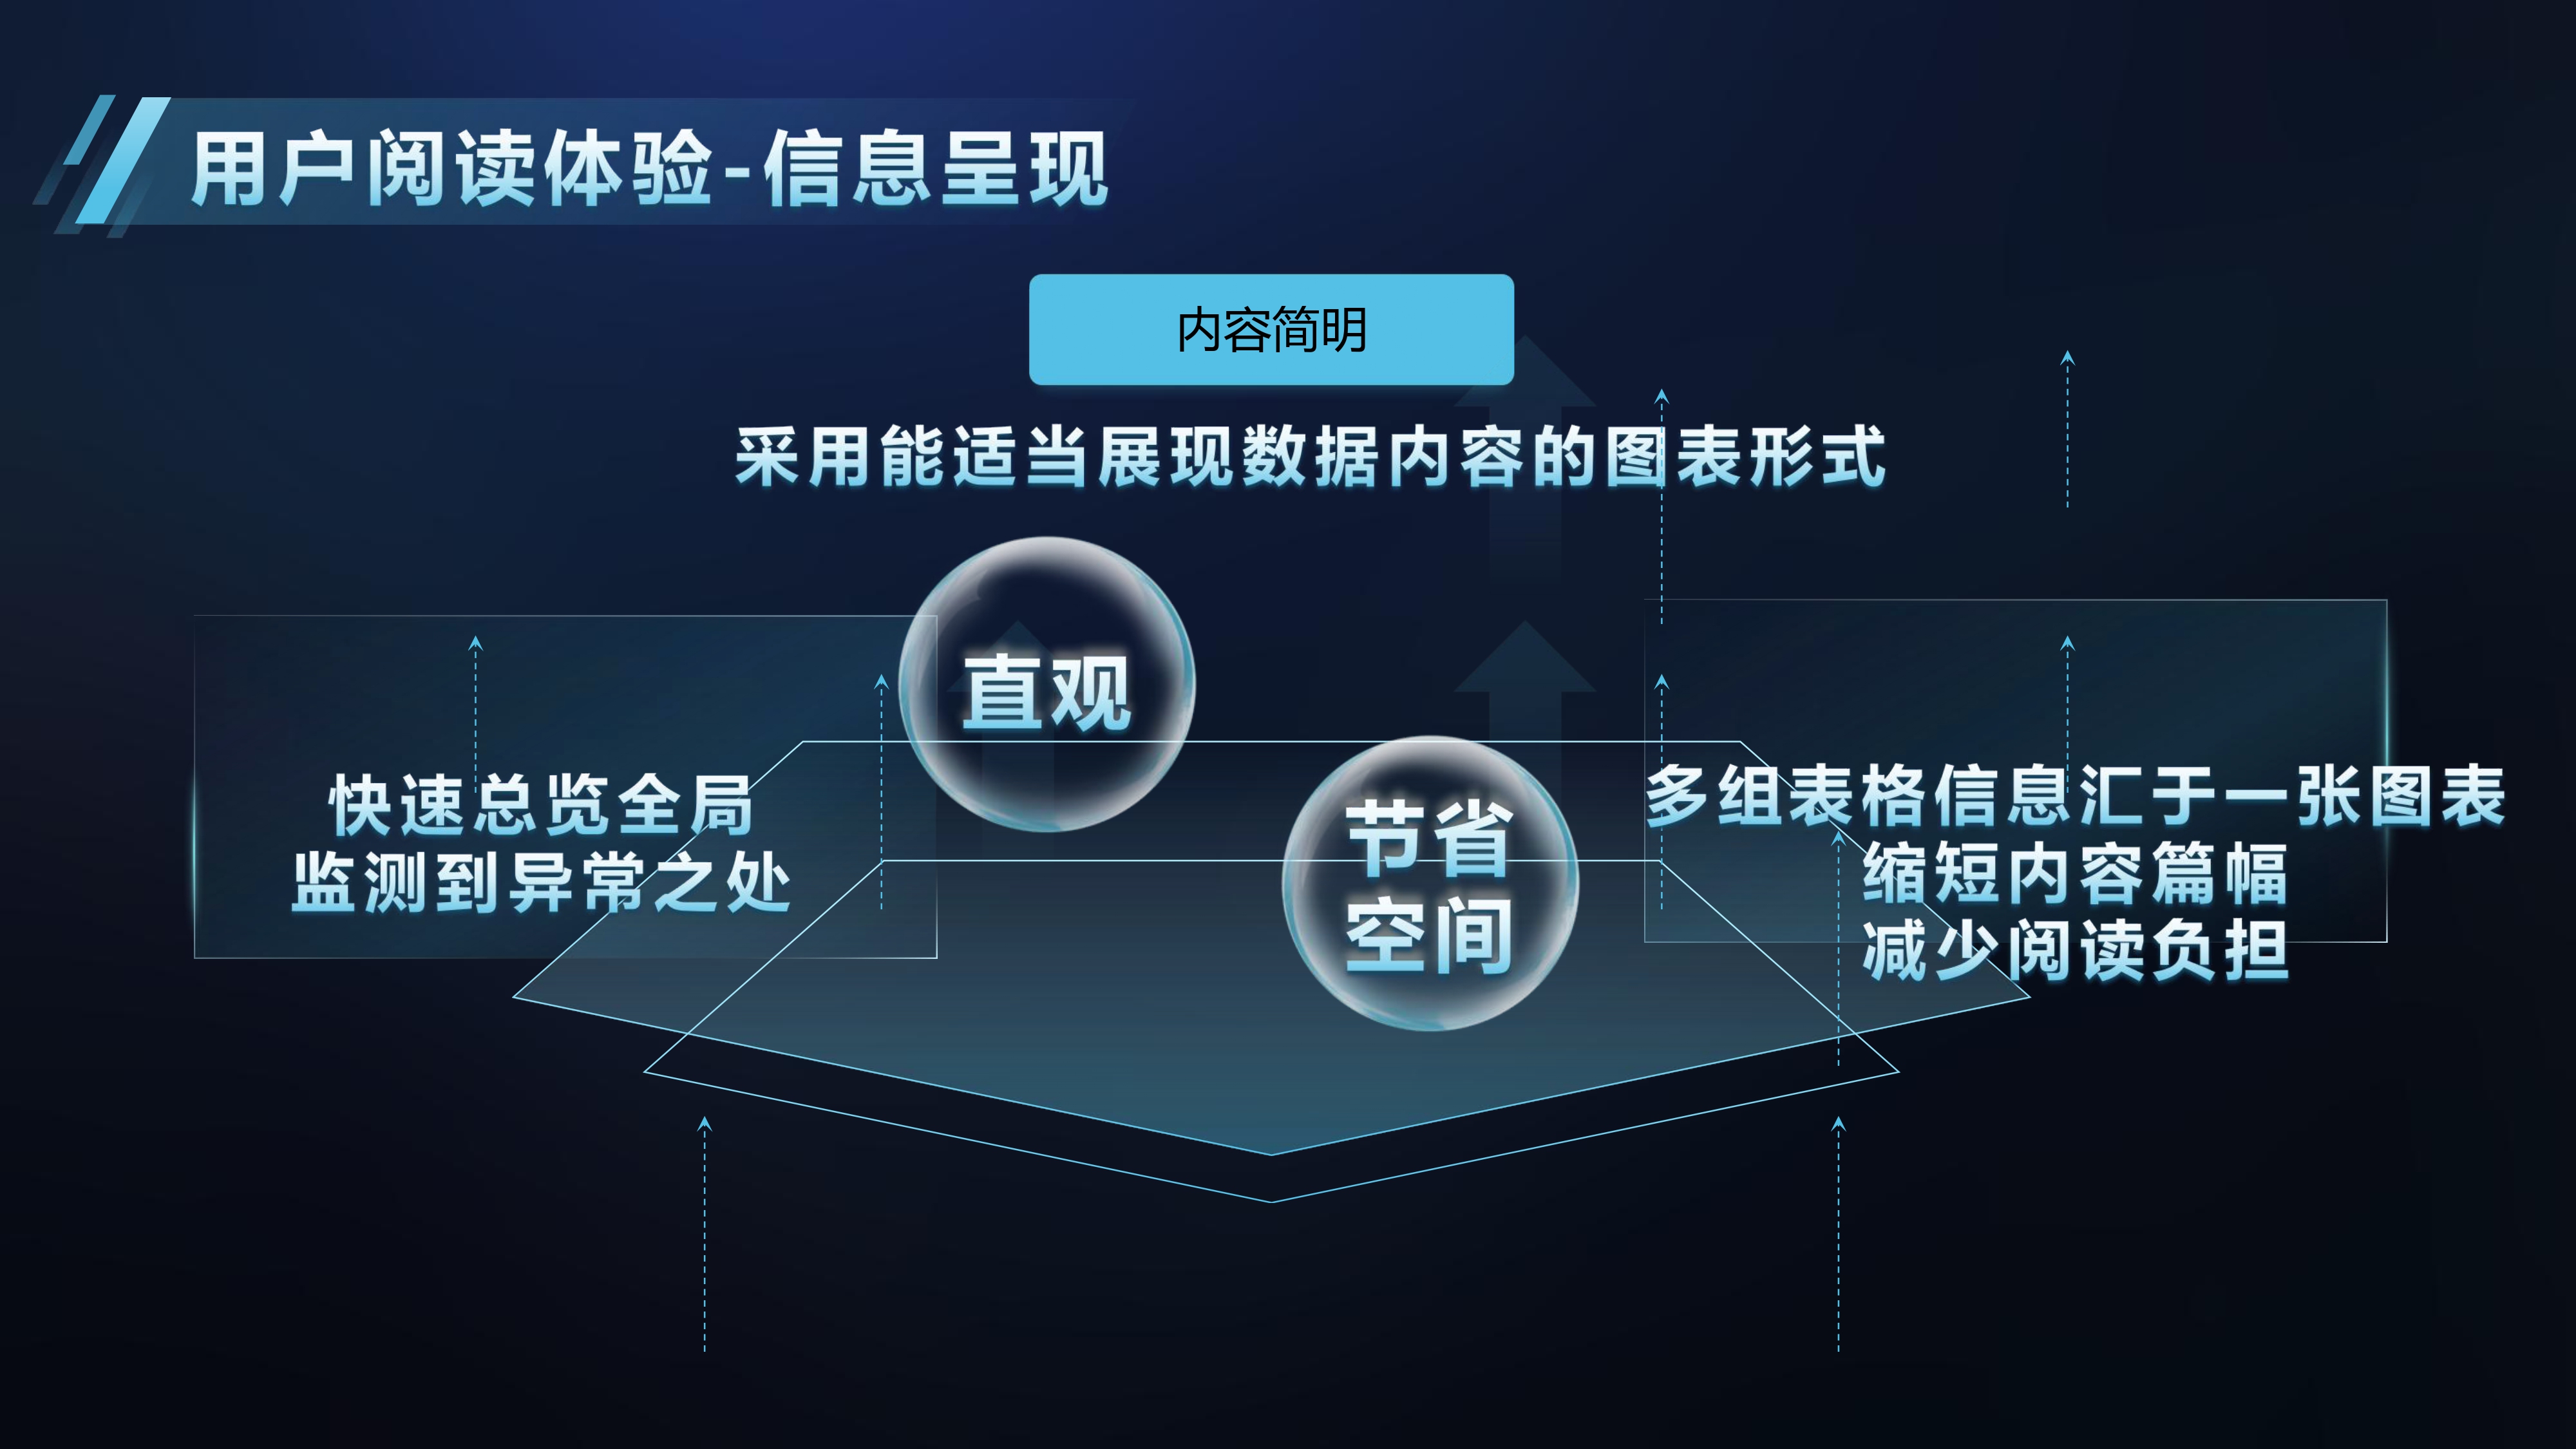 用户阅读体验-信息呈现
内容简明
采用能适当展现数据内容的图表形式
直观
快速总览全局
监测到异常之处
节省
空间
多组表格信息汇于一张图表
缩短内容篇幅
减少阅读负担